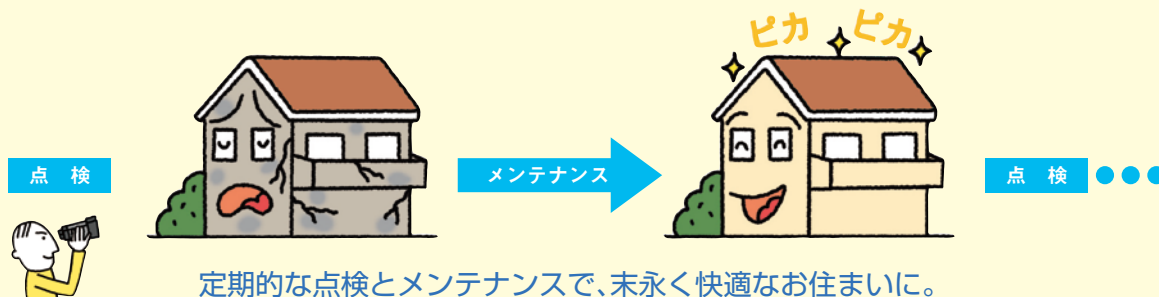 ピカ ピカ
点 検
メンテナンス
点 検
定期的な点検とメンテナンスで、末永く快適なお住まいに。